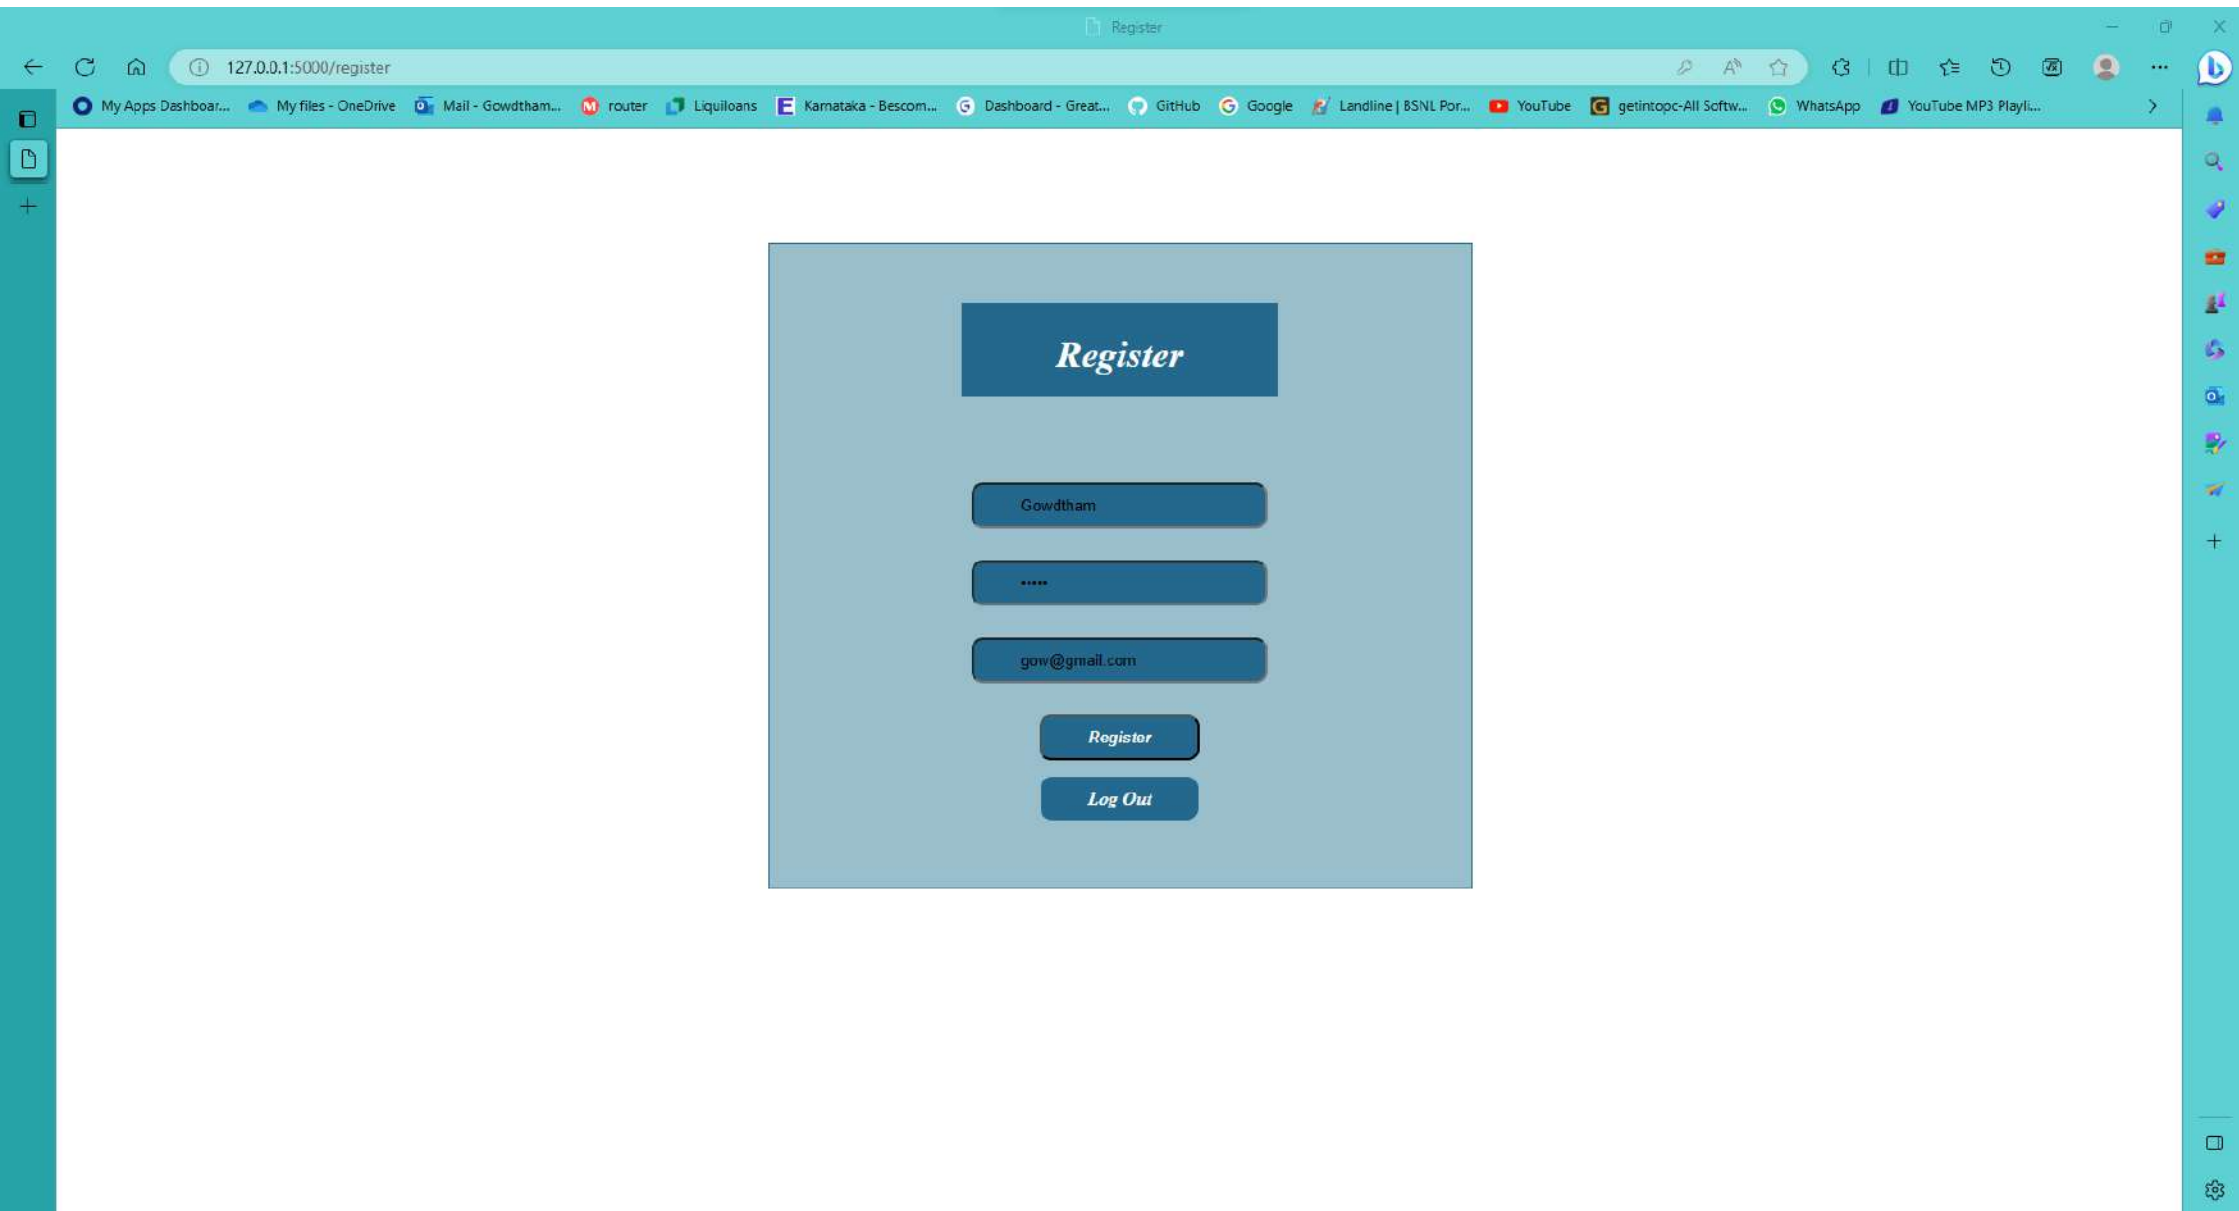 Register
127.0.0.1:5000/register
My Apps Dashboar... My files - OneDrive Mail - Gowdtham... router Liquiloans Karnataka - Bescom... Dashboard - Great... GitHub Google Landline | BSNL Por... YouTube getintopc-All Softw... WhatsApp YouTube MP3 Playli...
Register
Gowdtham
•••••
gow@gmail.com
Register
Log Out